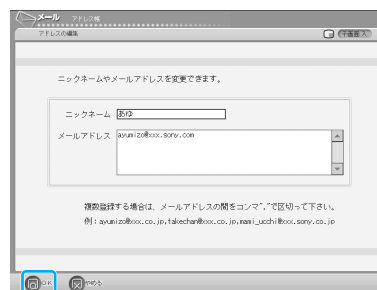 メール アドレス帳
アドレスの編集 子画面 入
ニックネームやメールアドレスを変更できます。
ニックネーム あゆ
メールアドレス ayumizo@xxx.sony.com
複数登録する場合は、メールアドレスの間をコンマ","で区切って下さい。
例：ayumizo@xxx.co.jp,takechan@xxx.co.jp,mami_ucchi@xxx.sony.co.jp
OK やめる